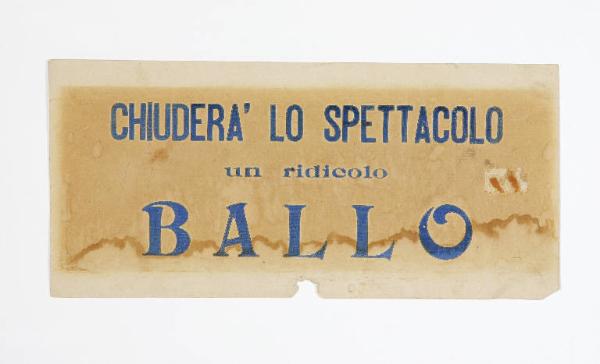 CHIUDERA' LO SPETTACOLO
un ridicolo
BALLO